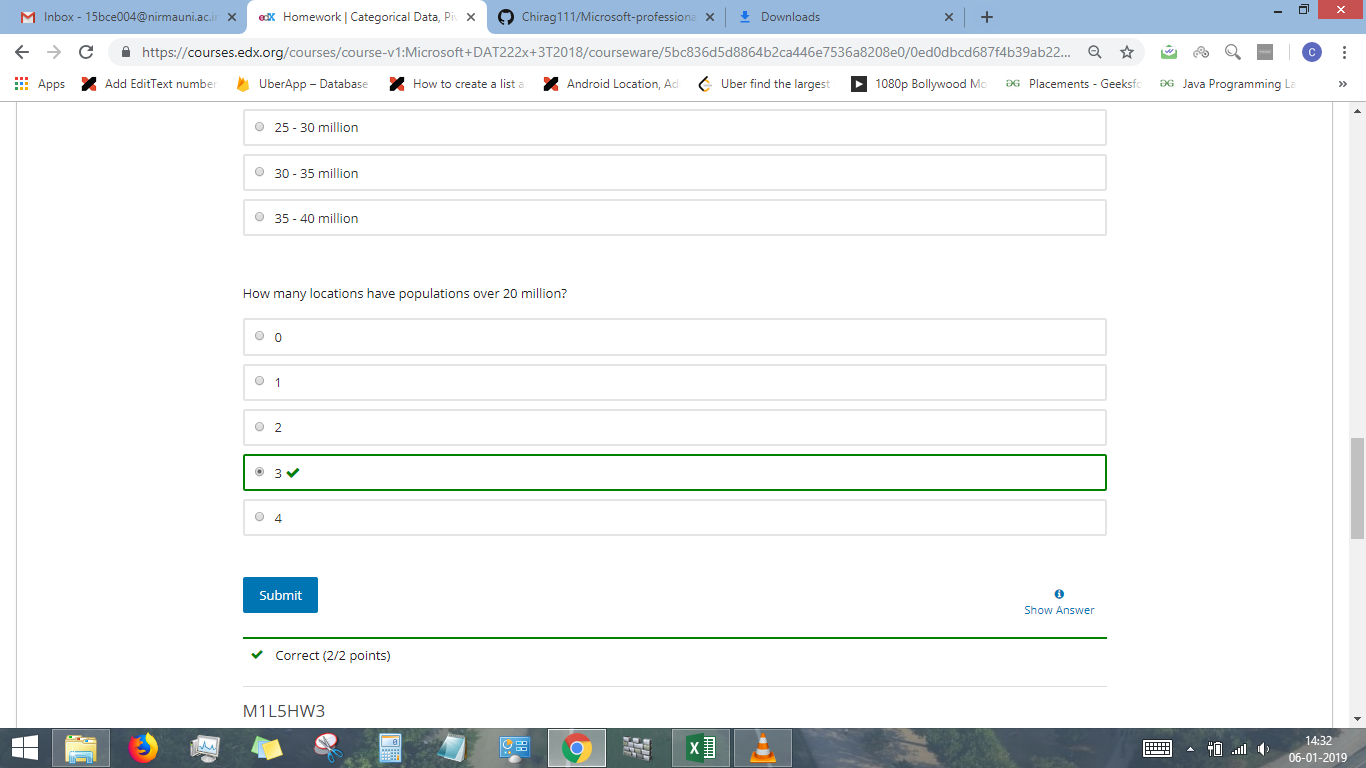 Inbox - 15bce004@nirmauni.ac.in
edX Homework | Categorical Data, Piv
Chirag111/Microsoft-professiona
Downloads
https://courses.edx.org/courses/course-v1:Microsoft+DAT222x+3T2018/courseware/5bc836d5d8864b2ca446e7536a8208e0/0ed0dbcd687f4b39ab22...
C
Apps
Add EditText number
UberApp – Database
How to create a list a
Android Location, Ad
Uber find the largest
1080p Bollywood Mo
Placements - Geeksfo
Java Programming La
»
25 - 30 million
30 - 35 million
35 - 40 million
How many locations have populations over 20 million?
0
1
2
3
4
Submit
Show Answer
Correct (2/2 points)
M1L5HW3
14:32
06-01-2019